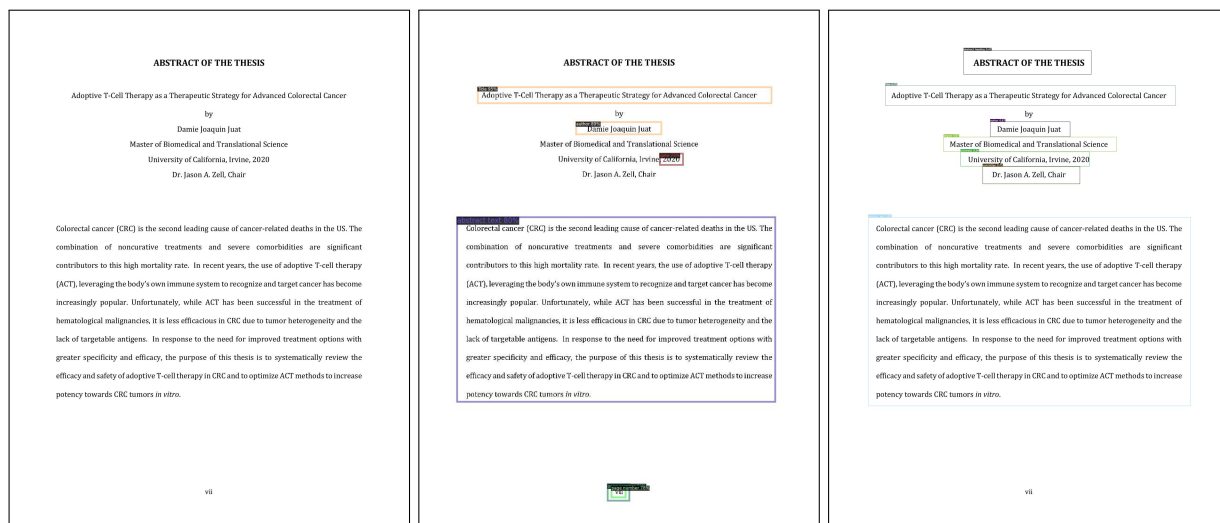 ABSTRACT OF THE THESIS
Adoptive T-Cell Therapy as a Therapeutic Strategy for Advanced Colorectal Cancer
by
Damie Joaquin Juat
Master of Biomedical and Translational Science
University of California, Irvine, 2020
Dr. Jason A. Zell, Chair
Colorectal cancer (CRC) is the second leading cause of cancer-related deaths in the US. The
combination of noncurative treatments and severe comorbidities are significant
contributors to this high mortality rate. In recent years, the use of adoptive T-cell therapy
(ACT), leveraging the body's own immune system to recognize and target cancer has become
increasingly popular. Unfortunately, while ACT has been successful in the treatment of
hematological malignancies, it is less efficacious in CRC due to tumor heterogeneity and the
lack of targetable antigens. In response to the need for improved treatment options with
greater specificity and efficacy, the purpose of this thesis is to systematically review the
efficacy and safety of adoptive T-cell therapy in CRC and to optimize ACT methods to increase
potency towards CRC tumors in vitro.
vii
ABSTRACT OF THE THESIS
Adoptive T-Cell Therapy as a Therapeutic Strategy for Advanced Colorectal Cancer
by
Damie Joaquin Juat
Master of Biomedical and Translational Science
University of California, Irvine, 2020
Dr. Jason A. Zell, Chair
abstract text
Colorectal cancer (CRC) is the second leading cause of cancer-related deaths in the US. The
combination of noncurative treatments and severe comorbidities are significant
contributors to this high mortality rate. In recent years, the use of adoptive T-cell therapy
(ACT), leveraging the body's own immune system to recognize and target cancer has become
increasingly popular. Unfortunately, while ACT has been successful in the treatment of
hematological malignancies, it is less efficacious in CRC due to tumor heterogeneity and the
lack of targetable antigens. In response to the need for improved treatment options with
greater specificity and efficacy, the purpose of this thesis is to systematically review the
efficacy and safety of adoptive T-cell therapy in CRC and to optimize ACT methods to increase
potency towards CRC tumors in vitro.
page number
vii
ABSTRACT OF THE THESIS
Adoptive T-Cell Therapy as a Therapeutic Strategy for Advanced Colorectal Cancer
by
Damie Joaquin Juat
Master of Biomedical and Translational Science
University of California, Irvine, 2020
Dr. Jason A. Zell, Chair
Colorectal cancer (CRC) is the second leading cause of cancer-related deaths in the US. The
combination of noncurative treatments and severe comorbidities are significant
contributors to this high mortality rate. In recent years, the use of adoptive T-cell therapy
(ACT), leveraging the body's own immune system to recognize and target cancer has become
increasingly popular. Unfortunately, while ACT has been successful in the treatment of
hematological malignancies, it is less efficacious in CRC due to tumor heterogeneity and the
lack of targetable antigens. In response to the need for improved treatment options with
greater specificity and efficacy, the purpose of this thesis is to systematically review the
efficacy and safety of adoptive T-cell therapy in CRC and to optimize ACT methods to increase
potency towards CRC tumors in vitro.
vii